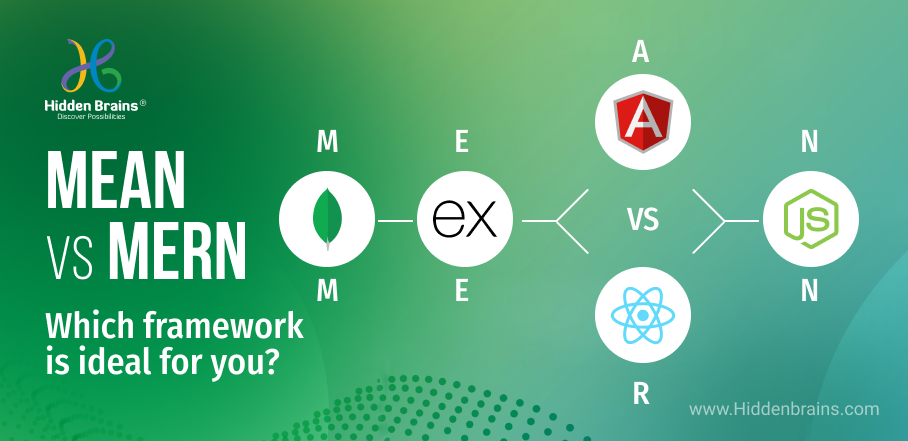 Hidden Brains®
Discover Possibilities
MEAN
VS MERN
Which framework
is ideal for you?
M
E
A
N
ex
VS
JS
M
E
R
N
www.Hiddenbrains.com